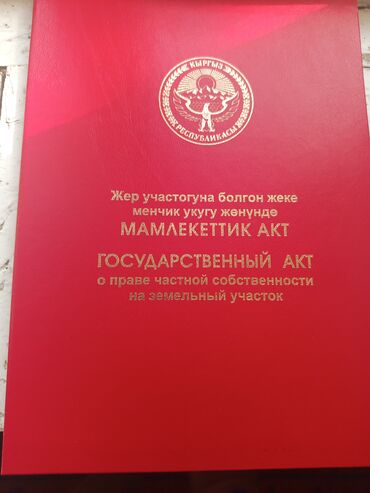 КЫРГЫЗ
РЕСПУБЛИКАСЫ
Жер участогуна болгон жеке
менчик укугу жөнүндө
МАМЛЕКЕТТИК АКТ
ГОСУДАРСТВЕННЫЙ АКТ
о праве частной собственности
на земельный участок